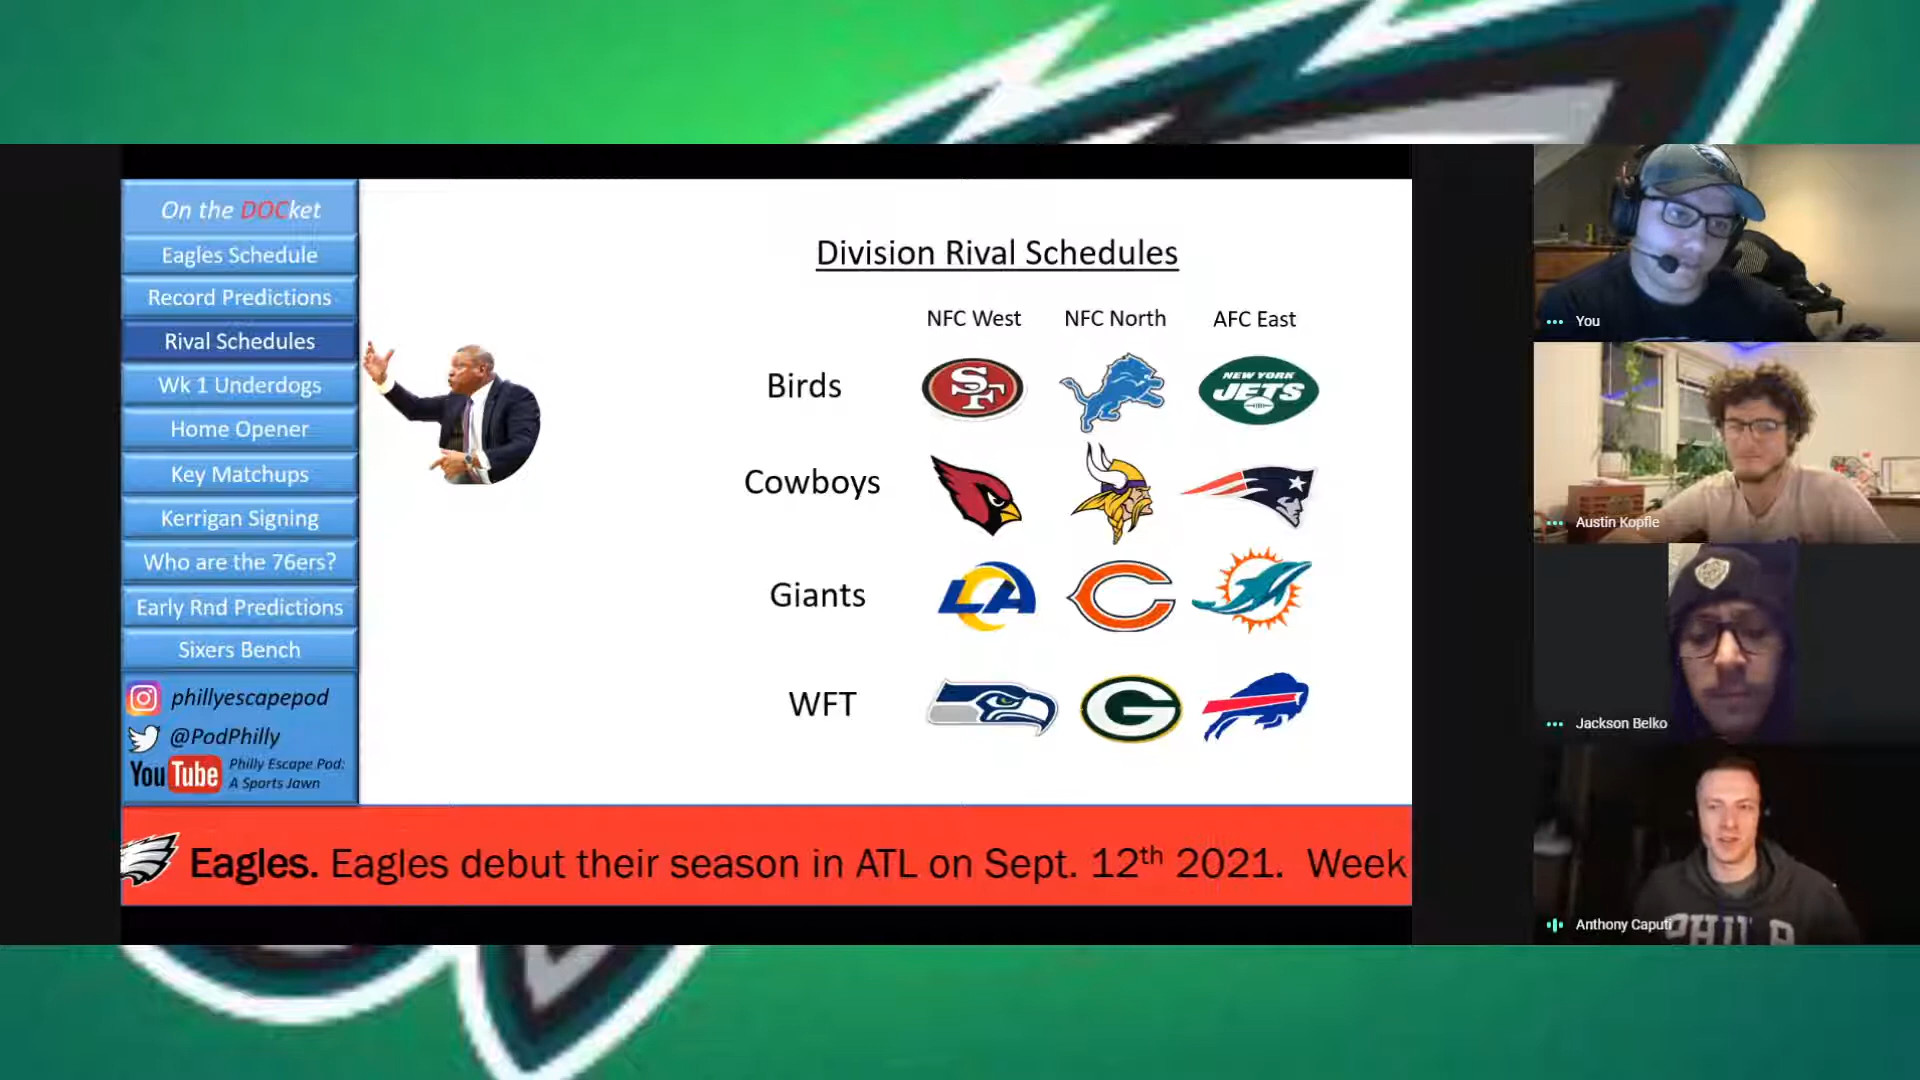 On the DOCket
Eagles Schedule
Record Predictions
Rival Schedules
Wk 1 Underdogs
Home Opener
Key Matchups
Kerrigan Signing
Who are the 76ers?
Early Rnd Predictions
Sixers Bench
phillyescapepod
@PodPhilly
YouTube
Philly Escape Pod:
A Sports Jawn
Division Rival Schedules
NFC West NFC North AFC East
Birds
SF
NEW YORK
JETS
Cowboys
Giants
LA
C
WFT
G
Eagles. Eagles debut their season in ATL on Sept. 12th 2021. Week
You
Austin Kopfle
Jackson Belko
Anthony Caputi
PHILA